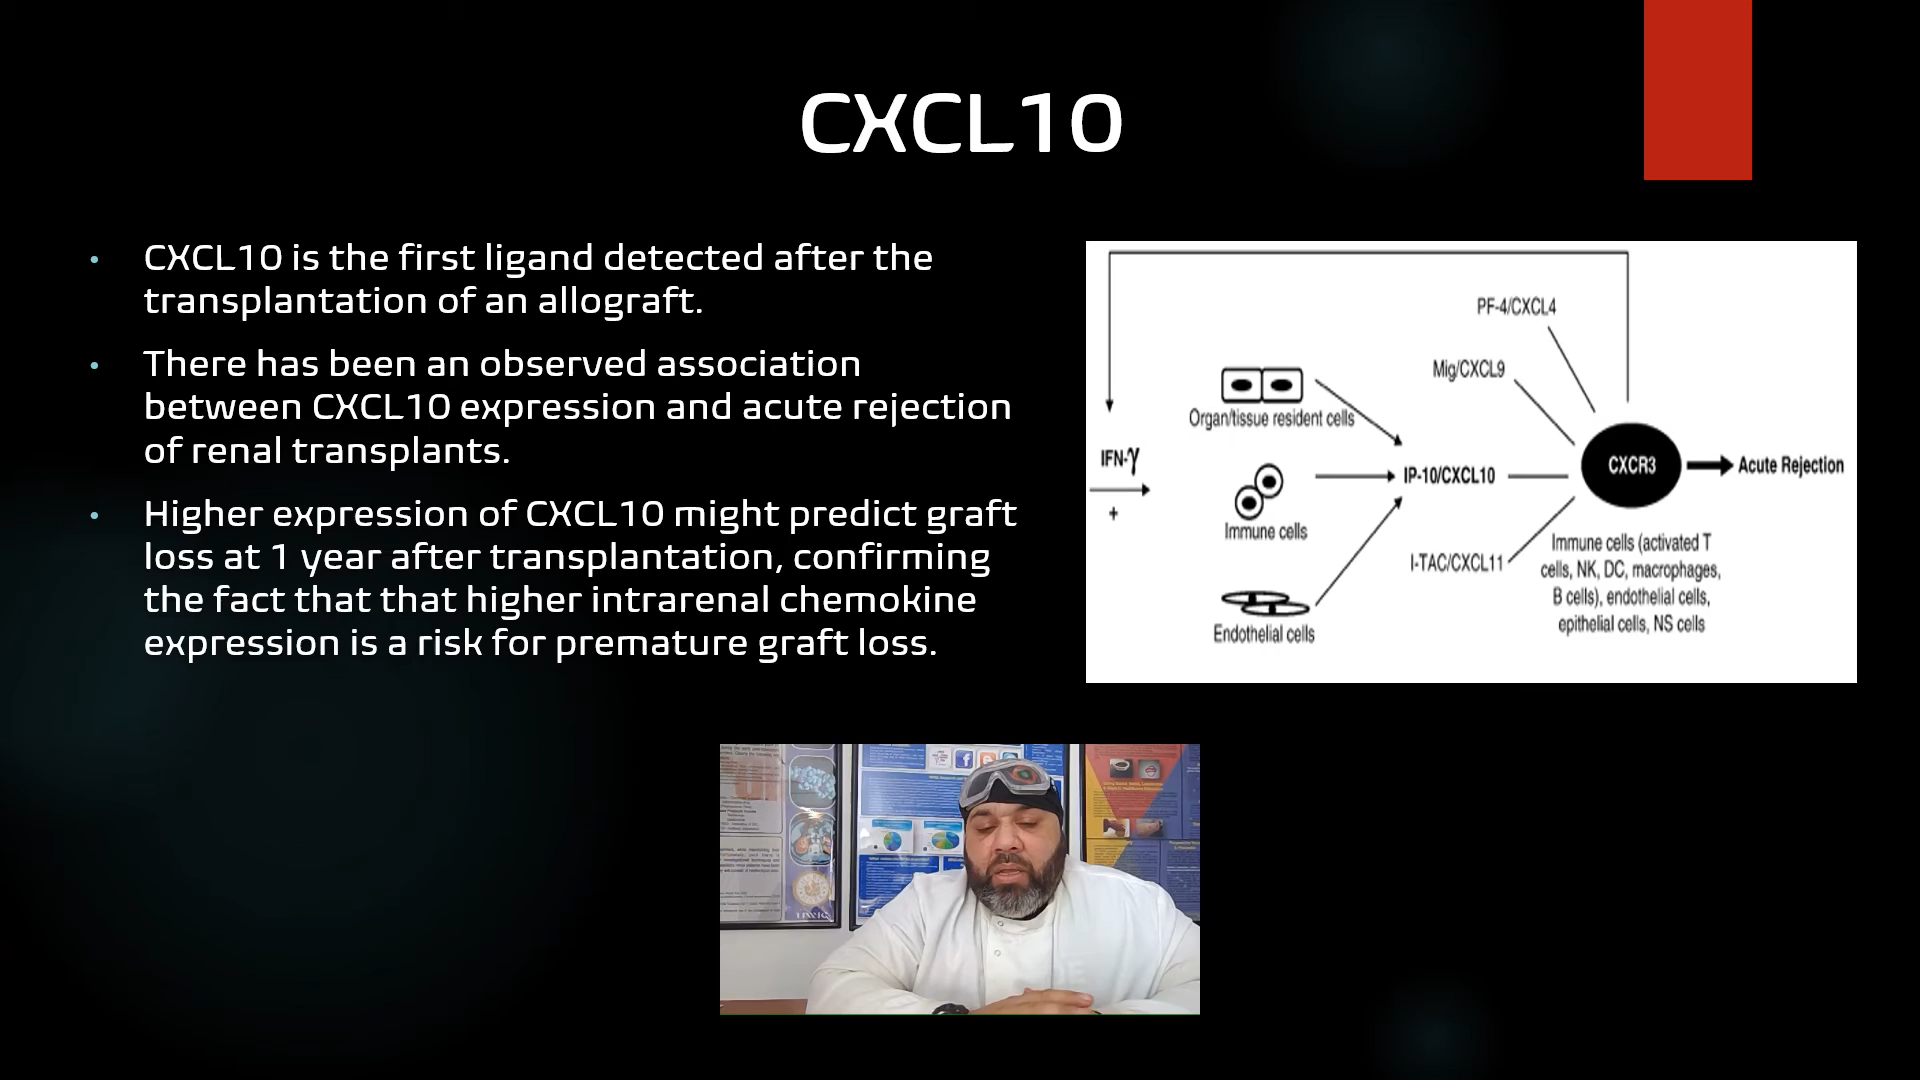 CXCL10
• CXCL10 is the first ligand detected after the
transplantation of an allograft.
• There has been an observed association
between CXCL10 expression and acute rejection
of renal transplants.
• Higher expression of CXCL10 might predict graft
loss at 1 year after transplantation, confirming
the fact that that higher intrarenal chemokine
expression is a risk for premature graft loss.
PF-4/CXCL4
Mig/CXCL9
Organ/tissue resident cells
IFN-γ
+
Immune cells
Endothelial cells
IP-10/CXCL10
I-TAC/CXCL11
CXCR3
Acute Rejection
Immune cells (activated T
cells, NK, DC, macrophages,
B cells), endothelial cells,
epithelial cells, NS cells